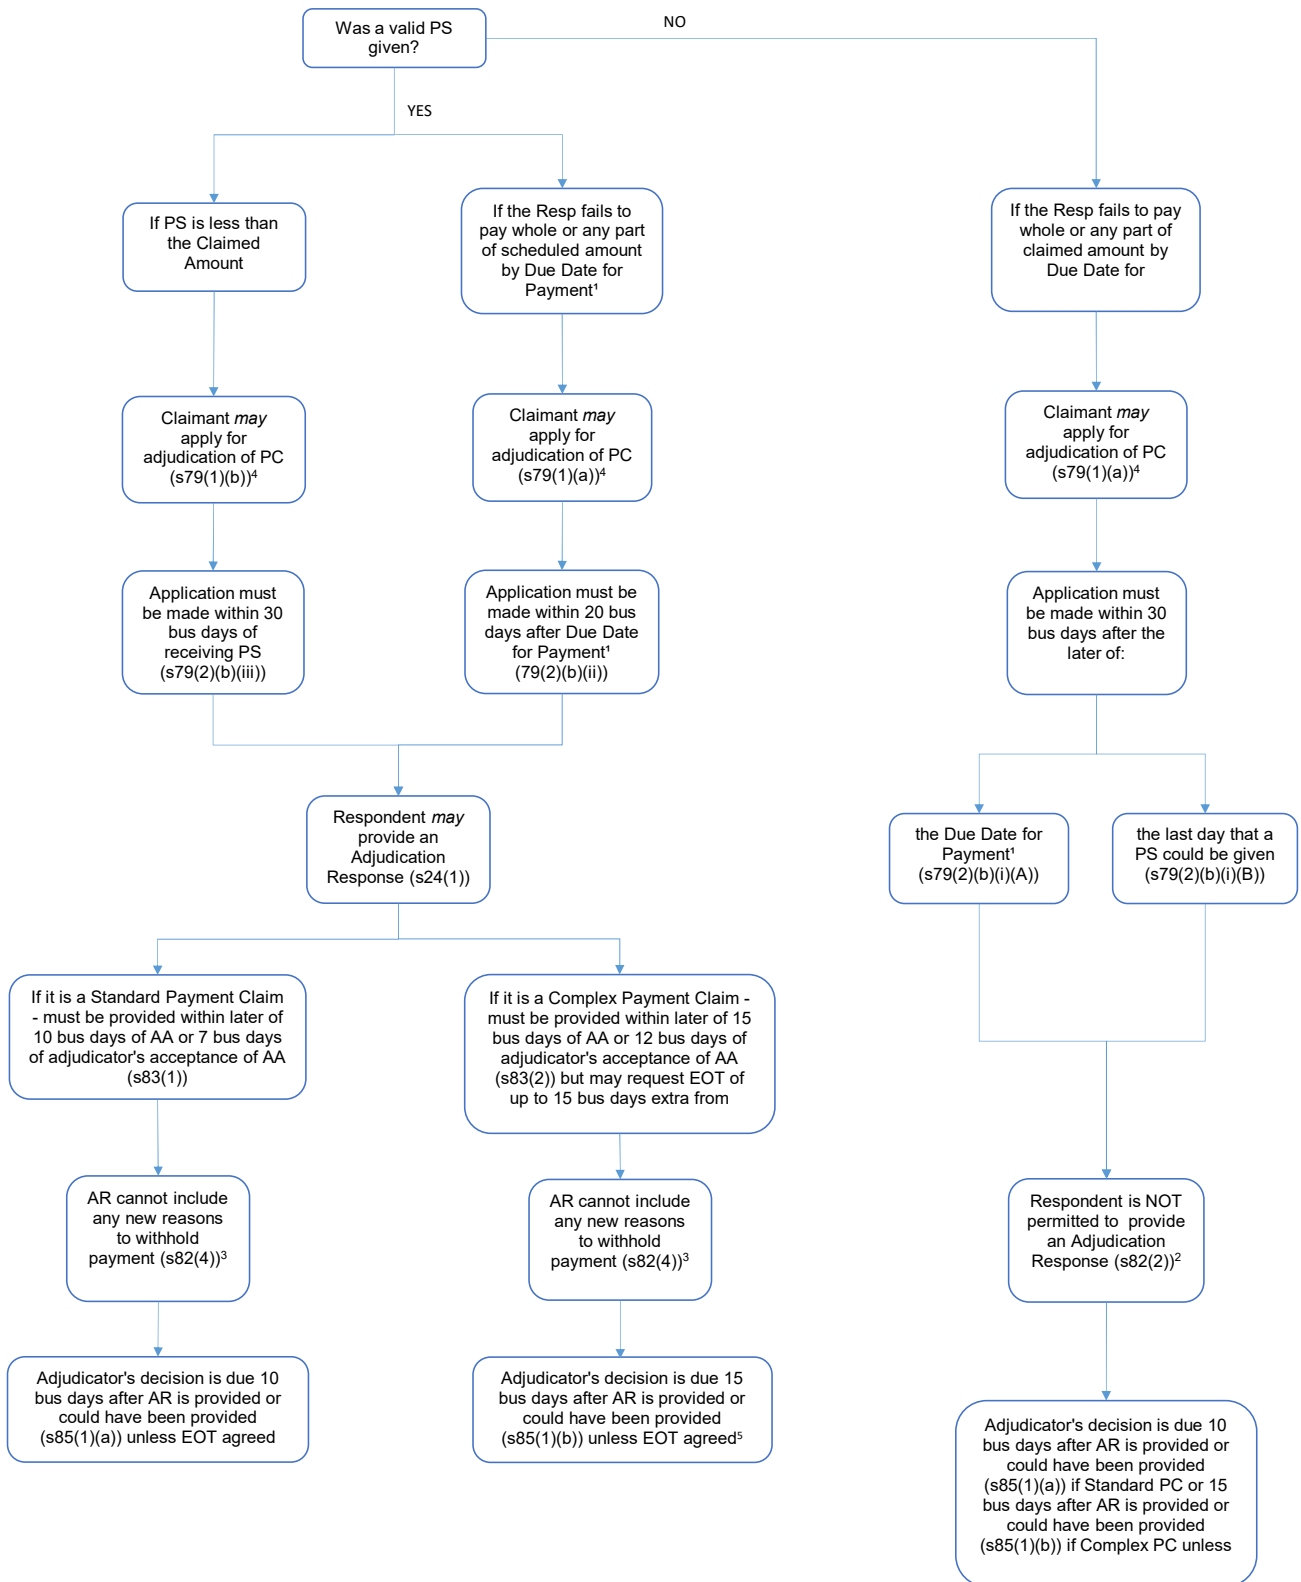 Was a valid PS
given?
NO
YES
If PS is less than
the Claimed
Amount
If the Resp fails to
pay whole or any part
of scheduled amount
by Due Date for
Payment¹
If the Resp fails to pay
whole or any part of
claimed amount by
Due Date for
Claimant may
apply for
adjudication of PC
(s79(1)(b))⁴
Claimant may
apply for
adjudication of PC
(s79(1)(a))⁴
Claimant may
apply for
adjudication of PC
(s79(1)(a))⁴
Application must
be made within 30
bus days of
receiving PS
(s79(2)(b)(iii))
Application must be
made within 20 bus
days after Due Date
for Payment¹
(79(2)(b)(ii))
Application must
be made within 30
bus days after the
later of:
Respondent may
provide an
Adjudication
Response (s24(1))
the Due Date for
Payment¹
(s79(2)(b)(i)(A))
the last day that a
PS could be given
(s79(2)(b)(i)(B))
If it is a Standard Payment Claim
- must be provided within later of
10 bus days of AA or 7 bus days
of adjudicator's acceptance of AA
(s83(1))
If it is a Complex Payment Claim -
must be provided within later of 15
bus days of AA or 12 bus days of
adjudicator's acceptance of AA
(s83(2)) but may request EOT of
up to 15 bus days extra from
AR cannot include
any new reasons
to withhold
payment (s82(4))³
AR cannot include
any new reasons
to withhold
payment (s82(4))³
Respondent is NOT
permitted to  provide
an Adjudication
Response (s82(2))²
Adjudicator's decision is due 10
bus days after AR is provided or
could have been provided
(s85(1)(a)) unless EOT agreed
Adjudicator's decision is due 15
bus days after AR is provided or
could have been provided
(s85(1)(b)) unless EOT agreed⁵
Adjudicator's decision is due 10
bus days after AR is provided or
could have been provided
(s85(1)(a)) if Standard PC or 15
bus days after AR is provided or
could have been provided
(s85(1)(b)) if Complex PC unless